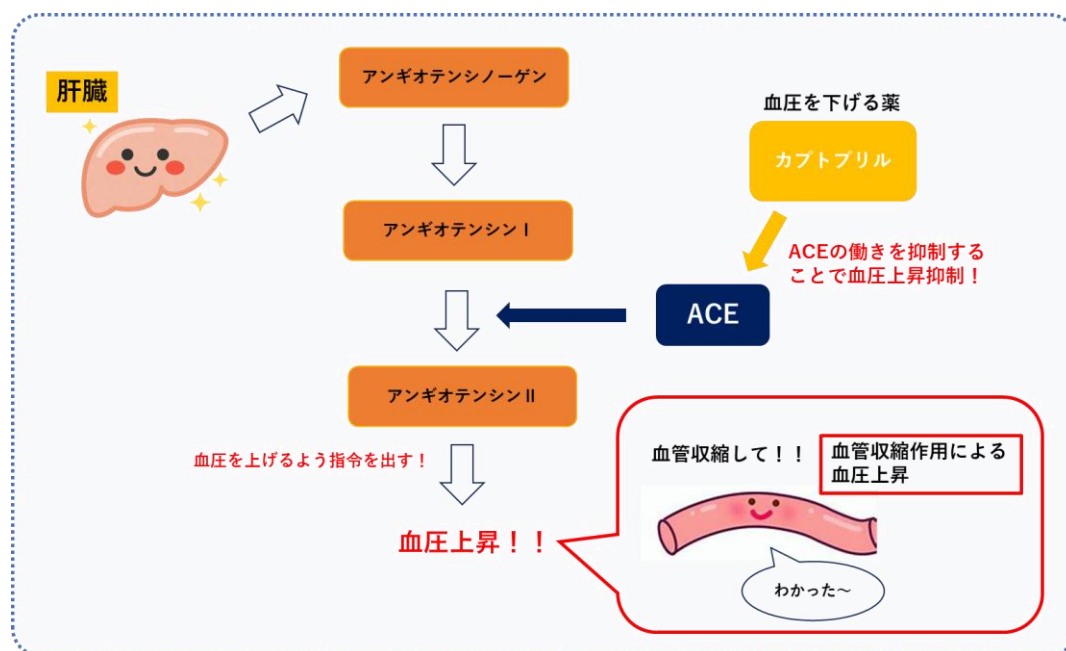 肝臓
アンギオテンシノーゲン
血圧を下げる薬
カプトプリル
アンギオテンシンⅠ
ACEの働きを抑制する
ことで血圧上昇抑制！
ACE
アンギオテンシンⅡ
血圧を上げるよう指令を出す！
血圧上昇！！
血管収縮して！！
血管収縮作用による
血圧上昇
わかった～